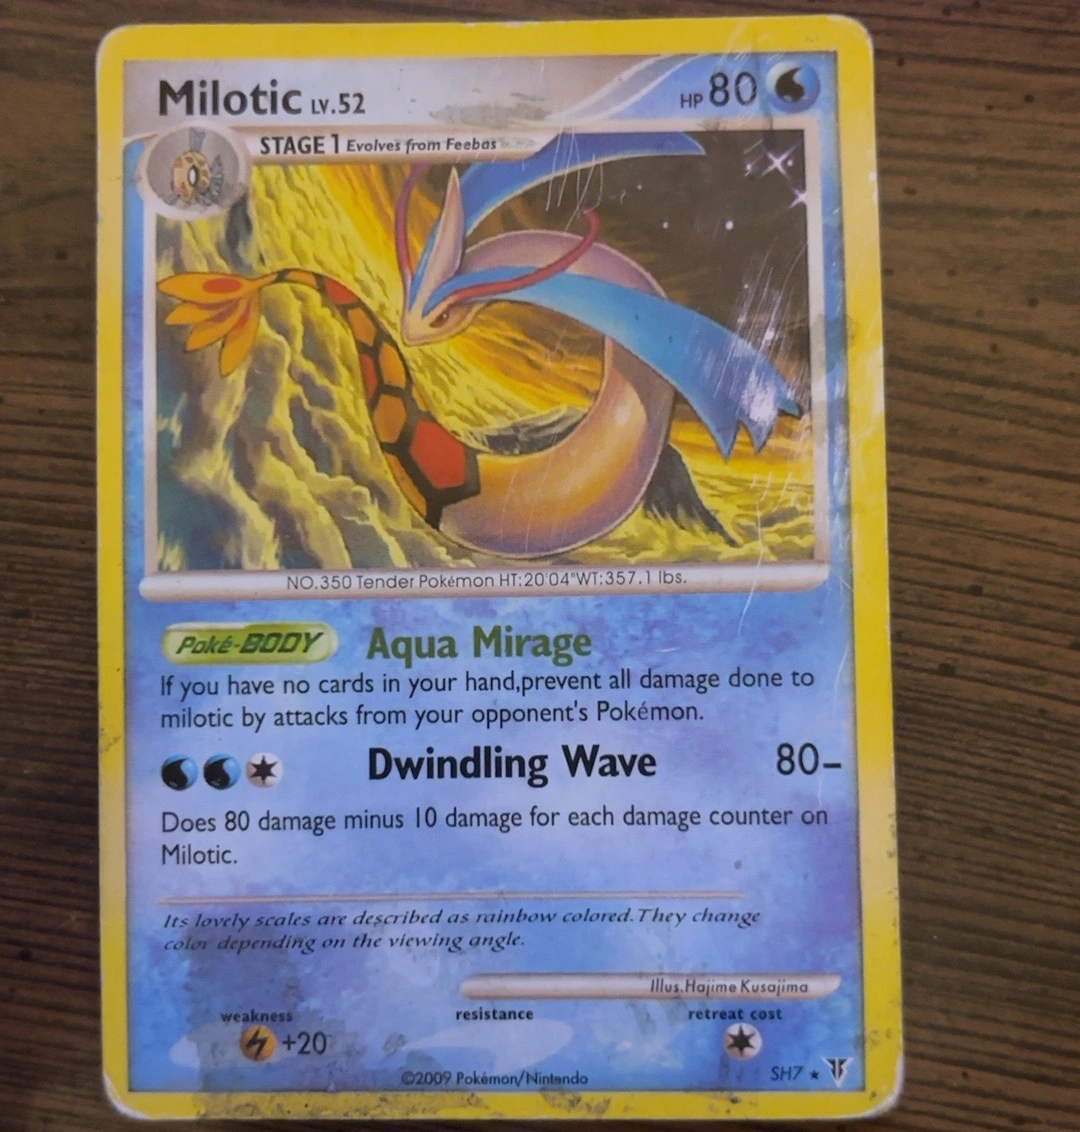 Milotic LV.52 HP 80
STAGE 1 Evolves from Feebas
NO.350 Tender Pokémon HT:20'04"WT:357.1 lbs.
Poké-BODY Aqua Mirage
If you have no cards in your hand,prevent all damage done to
milotic by attacks from your opponent's Pokémon.
Dwindling Wave 80–
Does 80 damage minus 10 damage for each damage counter on
Milotic.
Its lovely scales are described as rainbow colored.They change
color depending on the viewing angle.
Illus.Hajime Kusajima
weakness resistance retreat cost
+20
©2009 Pokémon/Nintendo SH7